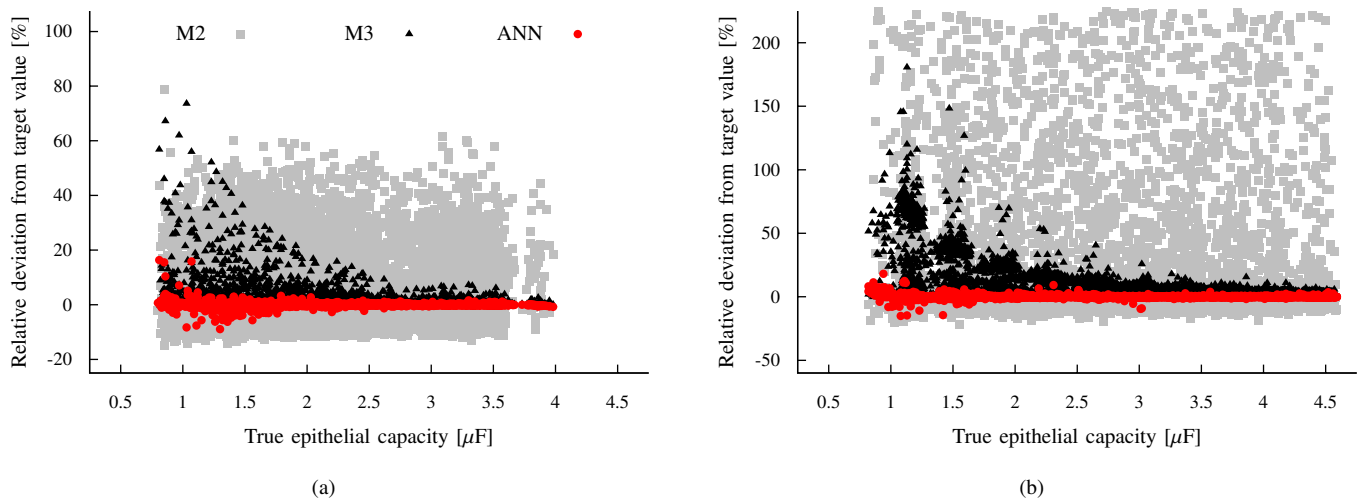 M2 M3 ANN
Relative deviation from target value [%]
100
80
60
40
20
0
-20
0.5 1 1.5 2 2.5 3 3.5 4 4.5
True epithelial capacity [μF]
(a)
Relative deviation from target value [%]
200
150
100
50
0
-50
0.5 1 1.5 2 2.5 3 3.5 4 4.5
True epithelial capacity [μF]
(b)